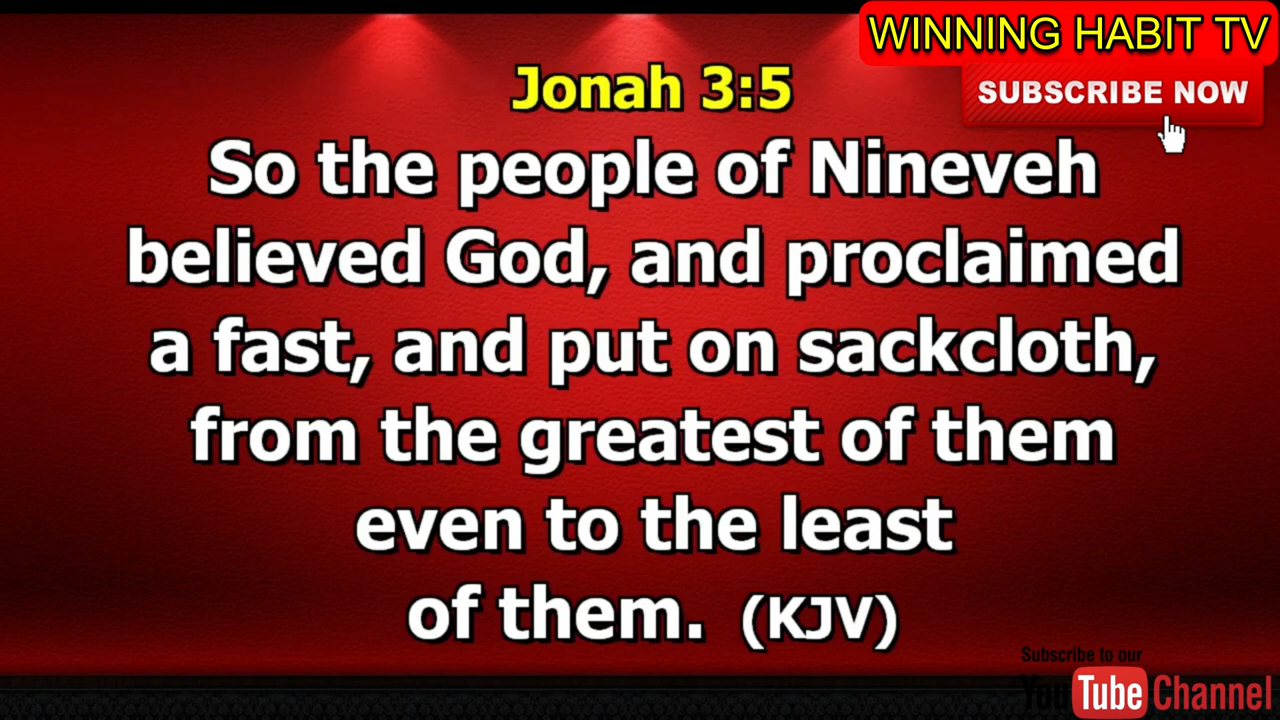 WINNING HABIT TV
SUBSCRIBE NOW
Jonah 3:5
So the people of Nineveh
believed God, and proclaimed
a fast, and put on sackcloth,
from the greatest of them
even to the least
of them. (KJV)
Subscribe to our
YouTube Channel